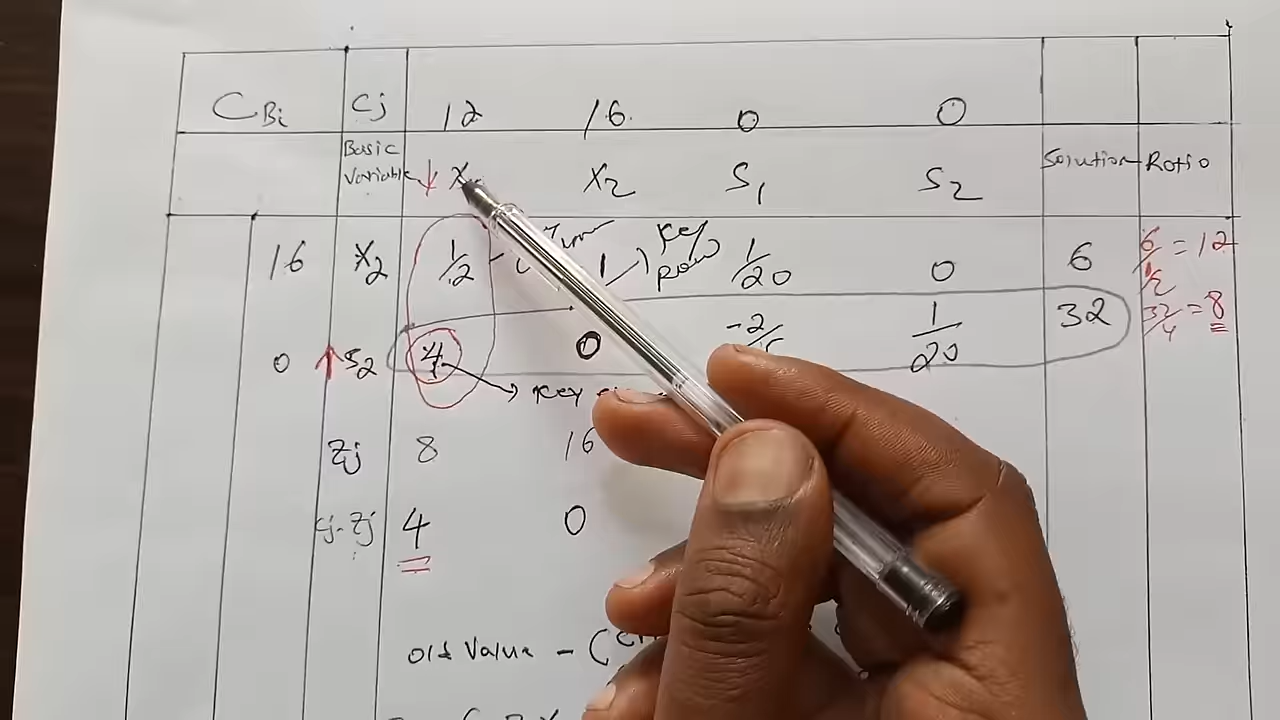 CBi Cj 12 16 0 0
Basic Variable X X2 S1 S2 Solution Ratio
16 X2 1/2 1 Key Row 1/20 0 6 6/½ = 12
0 S2 4 0 1/20 32 32/4 = 8
Key
Zj 8 16
Cj-Zj 4 0
Old Value - (